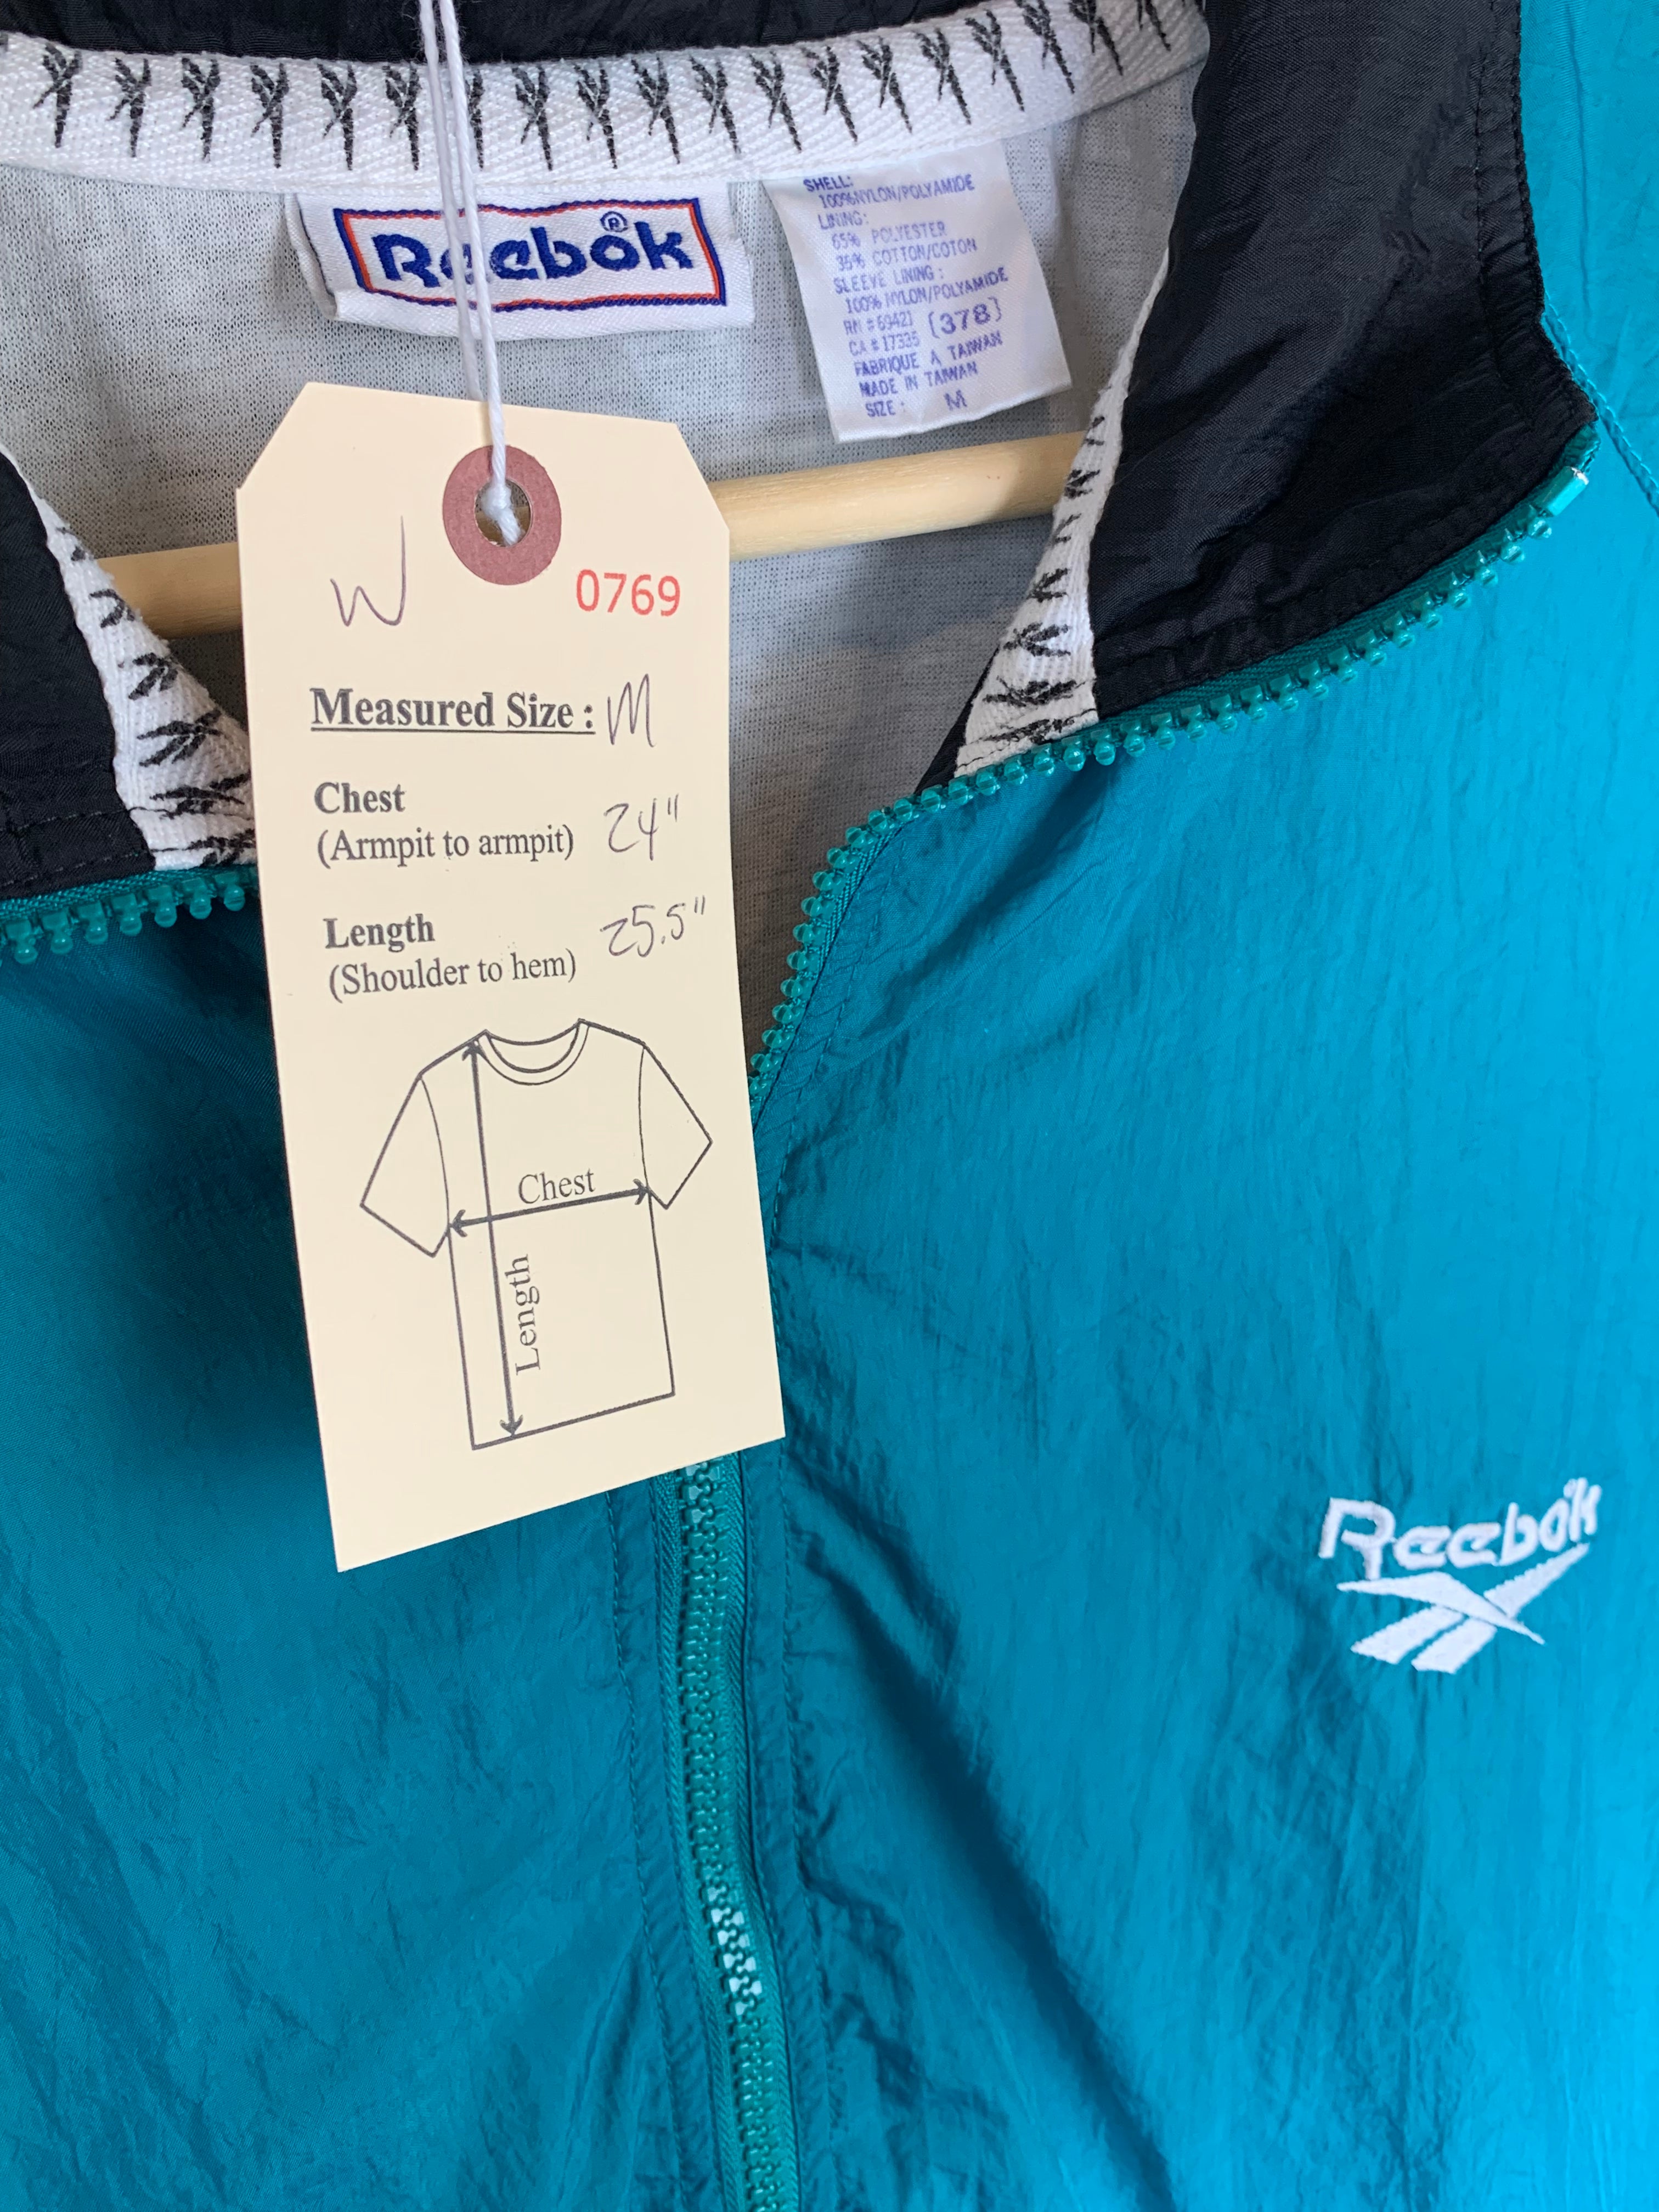 Reebok ®
SHELL:
100%NYLON/POLYAMIDE
LINING:
65% POLYESTER
35% COTTON/COTON
SLEEVE LINING:
100% NYLON/POLYAMIDE
RN #69421 (378)
CA #17335
FABRIQUE A TAIWAN
MADE IN TAIWAN
SIZE: M
W
0769
Measured Size: M
Chest
(Armpit to armpit) 24"
Length
(Shoulder to hem) 25.5"
Chest
Length
Reebok